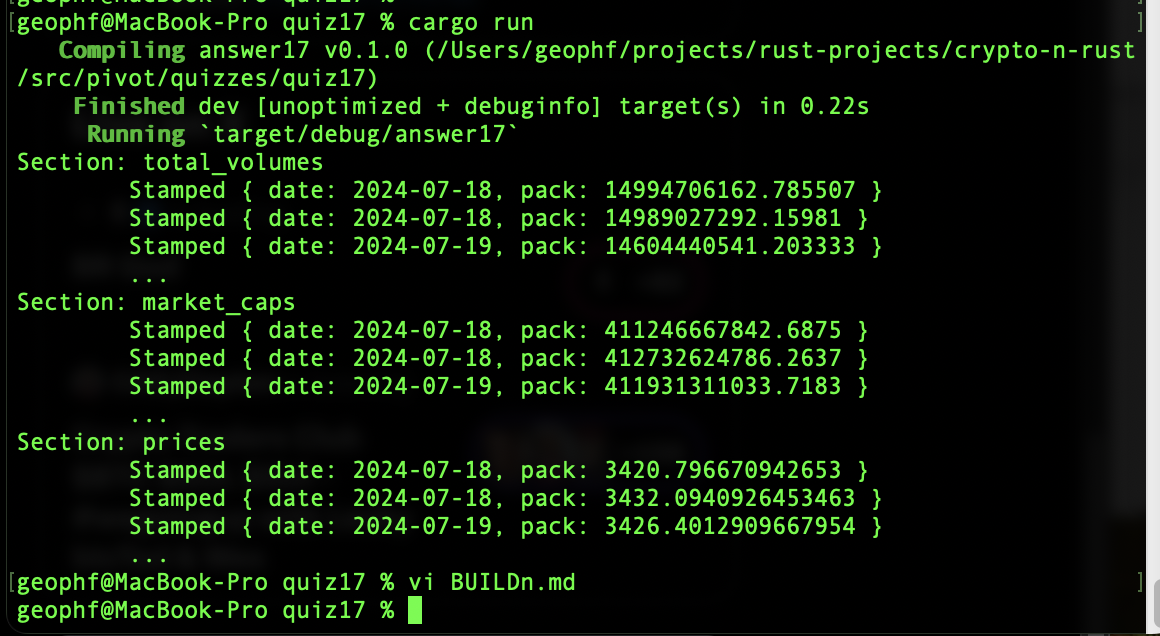 [geophf@MacBook-Pro quiz17 % cargo run ]
Compiling answer17 v0.1.0 (/Users/geophf/projects/rust-projects/crypto-n-rust
/src/pivot/quizzes/quiz17)
Finished dev [unoptimized + debuginfo] target(s) in 0.22s
Running `target/debug/answer17`
Section: total_volumes
Stamped { date: 2024-07-18, pack: 14994706162.785507 }
Stamped { date: 2024-07-18, pack: 14989027292.15981 }
Stamped { date: 2024-07-19, pack: 14604440541.203333 }
...
Section: market_caps
Stamped { date: 2024-07-18, pack: 411246667842.6875 }
Stamped { date: 2024-07-18, pack: 412732624786.2637 }
Stamped { date: 2024-07-19, pack: 411931311033.7183 }
...
Section: prices
Stamped { date: 2024-07-18, pack: 3420.796670942653 }
Stamped { date: 2024-07-18, pack: 3432.0940926453463 }
Stamped { date: 2024-07-19, pack: 3426.4012909667954 }
...
[geophf@MacBook-Pro quiz17 % vi BUILDn.md ]
geophf@MacBook-Pro quiz17 %